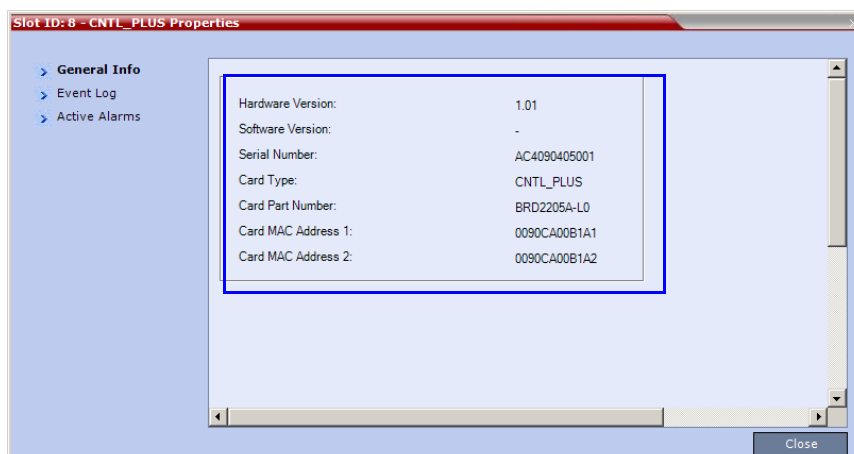 Slot ID: 8 - CNTL_PLUS Properties
General Info
Event Log
Active Alarms
Hardware Version: 1.01
Software Version: -
Serial Number: AC4090405001
Card Type: CNTL_PLUS
Card Part Number: BRD2205A-L0
Card MAC Address 1: 0090CA00B1A1
Card MAC Address 2: 0090CA00B1A2
Close